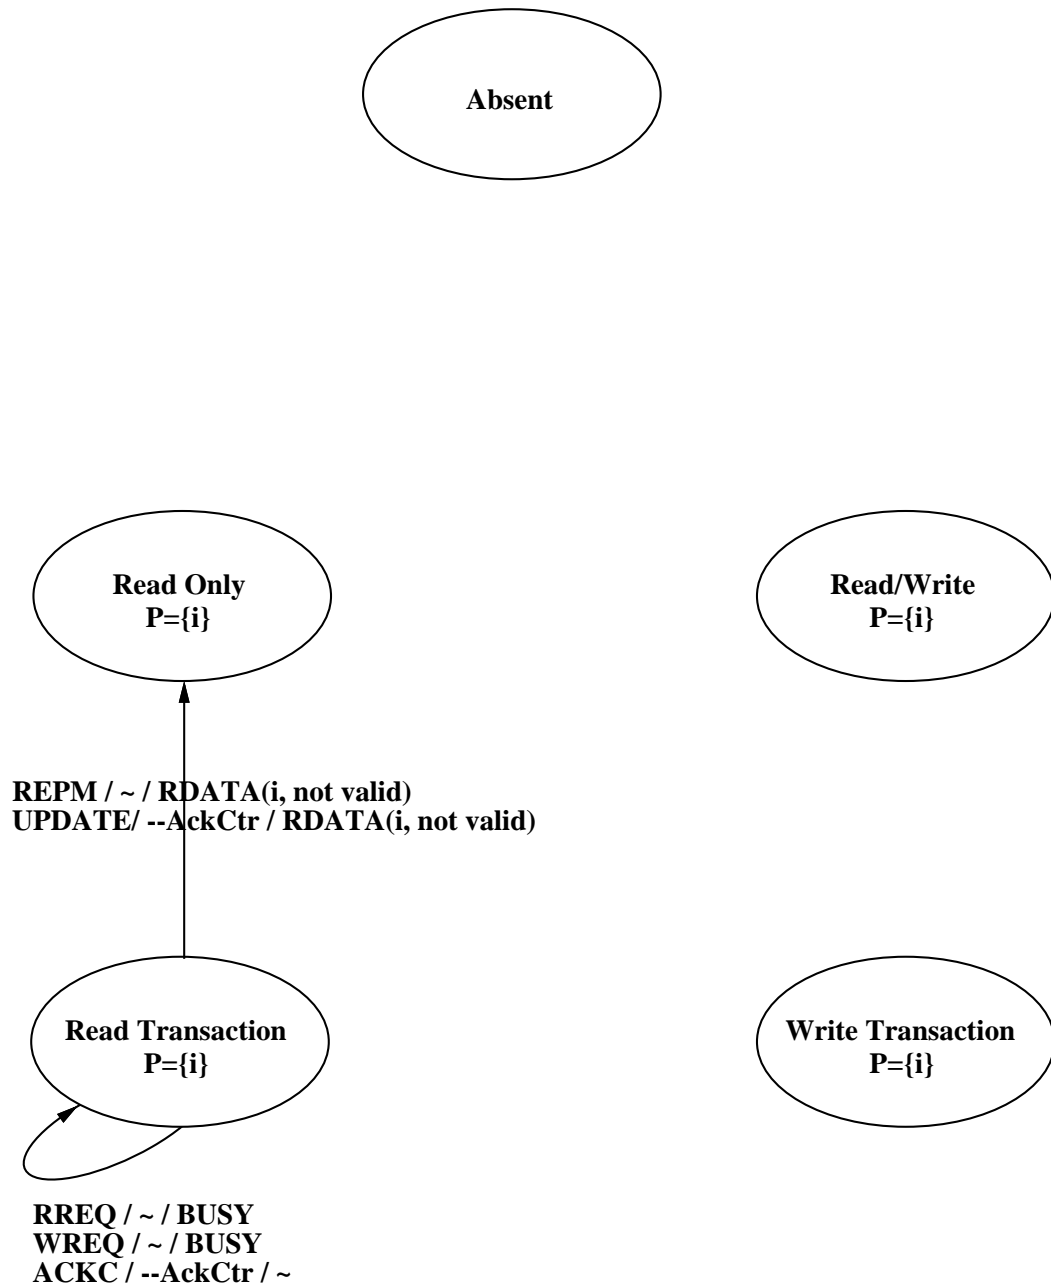 Absent
Read Only
P={i}
Read/Write
P={i}
REPM / ~ / RDATA(i, not valid)
UPDATE/ --AckCtr / RDATA(i, not valid)
Read Transaction
P={i}
Write Transaction
P={i}
RREQ / ~ / BUSY
WREQ / ~ / BUSY
ACKC / --AckCtr / ~